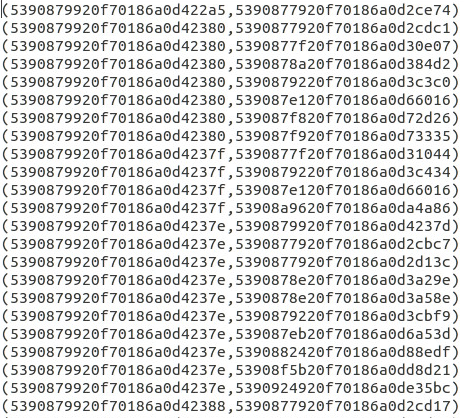 (5390879920f70186a0d422a5,5390877920f70186a0d2ce74)
(5390879920f70186a0d42380,5390877920f70186a0d2cdc1)
(5390879920f70186a0d42380,5390877f20f70186a0d30e07)
(5390879920f70186a0d42380,5390878a20f70186a0d384d2)
(5390879920f70186a0d42380,5390879220f70186a0d3c3c0)
(5390879920f70186a0d42380,539087e120f70186a0d66016)
(5390879920f70186a0d42380,539087f820f70186a0d72d26)
(5390879920f70186a0d42380,539087f920f70186a0d73335)
(5390879920f70186a0d4237f,5390877f20f70186a0d31044)
(5390879920f70186a0d4237f,5390879220f70186a0d3c434)
(5390879920f70186a0d4237f,539087e120f70186a0d66016)
(5390879920f70186a0d4237f,53908a9620f70186a0da4a86)
(5390879920f70186a0d4237e,5390879920f70186a0d4237d)
(5390879920f70186a0d4237e,5390877920f70186a0d2cbc7)
(5390879920f70186a0d4237e,5390877920f70186a0d2d13c)
(5390879920f70186a0d4237e,5390878e20f70186a0d3a29e)
(5390879920f70186a0d4237e,5390878e20f70186a0d3a58e)
(5390879920f70186a0d4237e,5390879220f70186a0d3cbf9)
(5390879920f70186a0d4237e,539087eb20f70186a0d6a53d)
(5390879920f70186a0d4237e,5390882420f70186a0d88edf)
(5390879920f70186a0d4237e,53908f5b20f70186a0dd8d21)
(5390879920f70186a0d4237e,5390924920f70186a0de35bc)
(5390879920f70186a0d42388,5390877920f70186a0d2cd17)